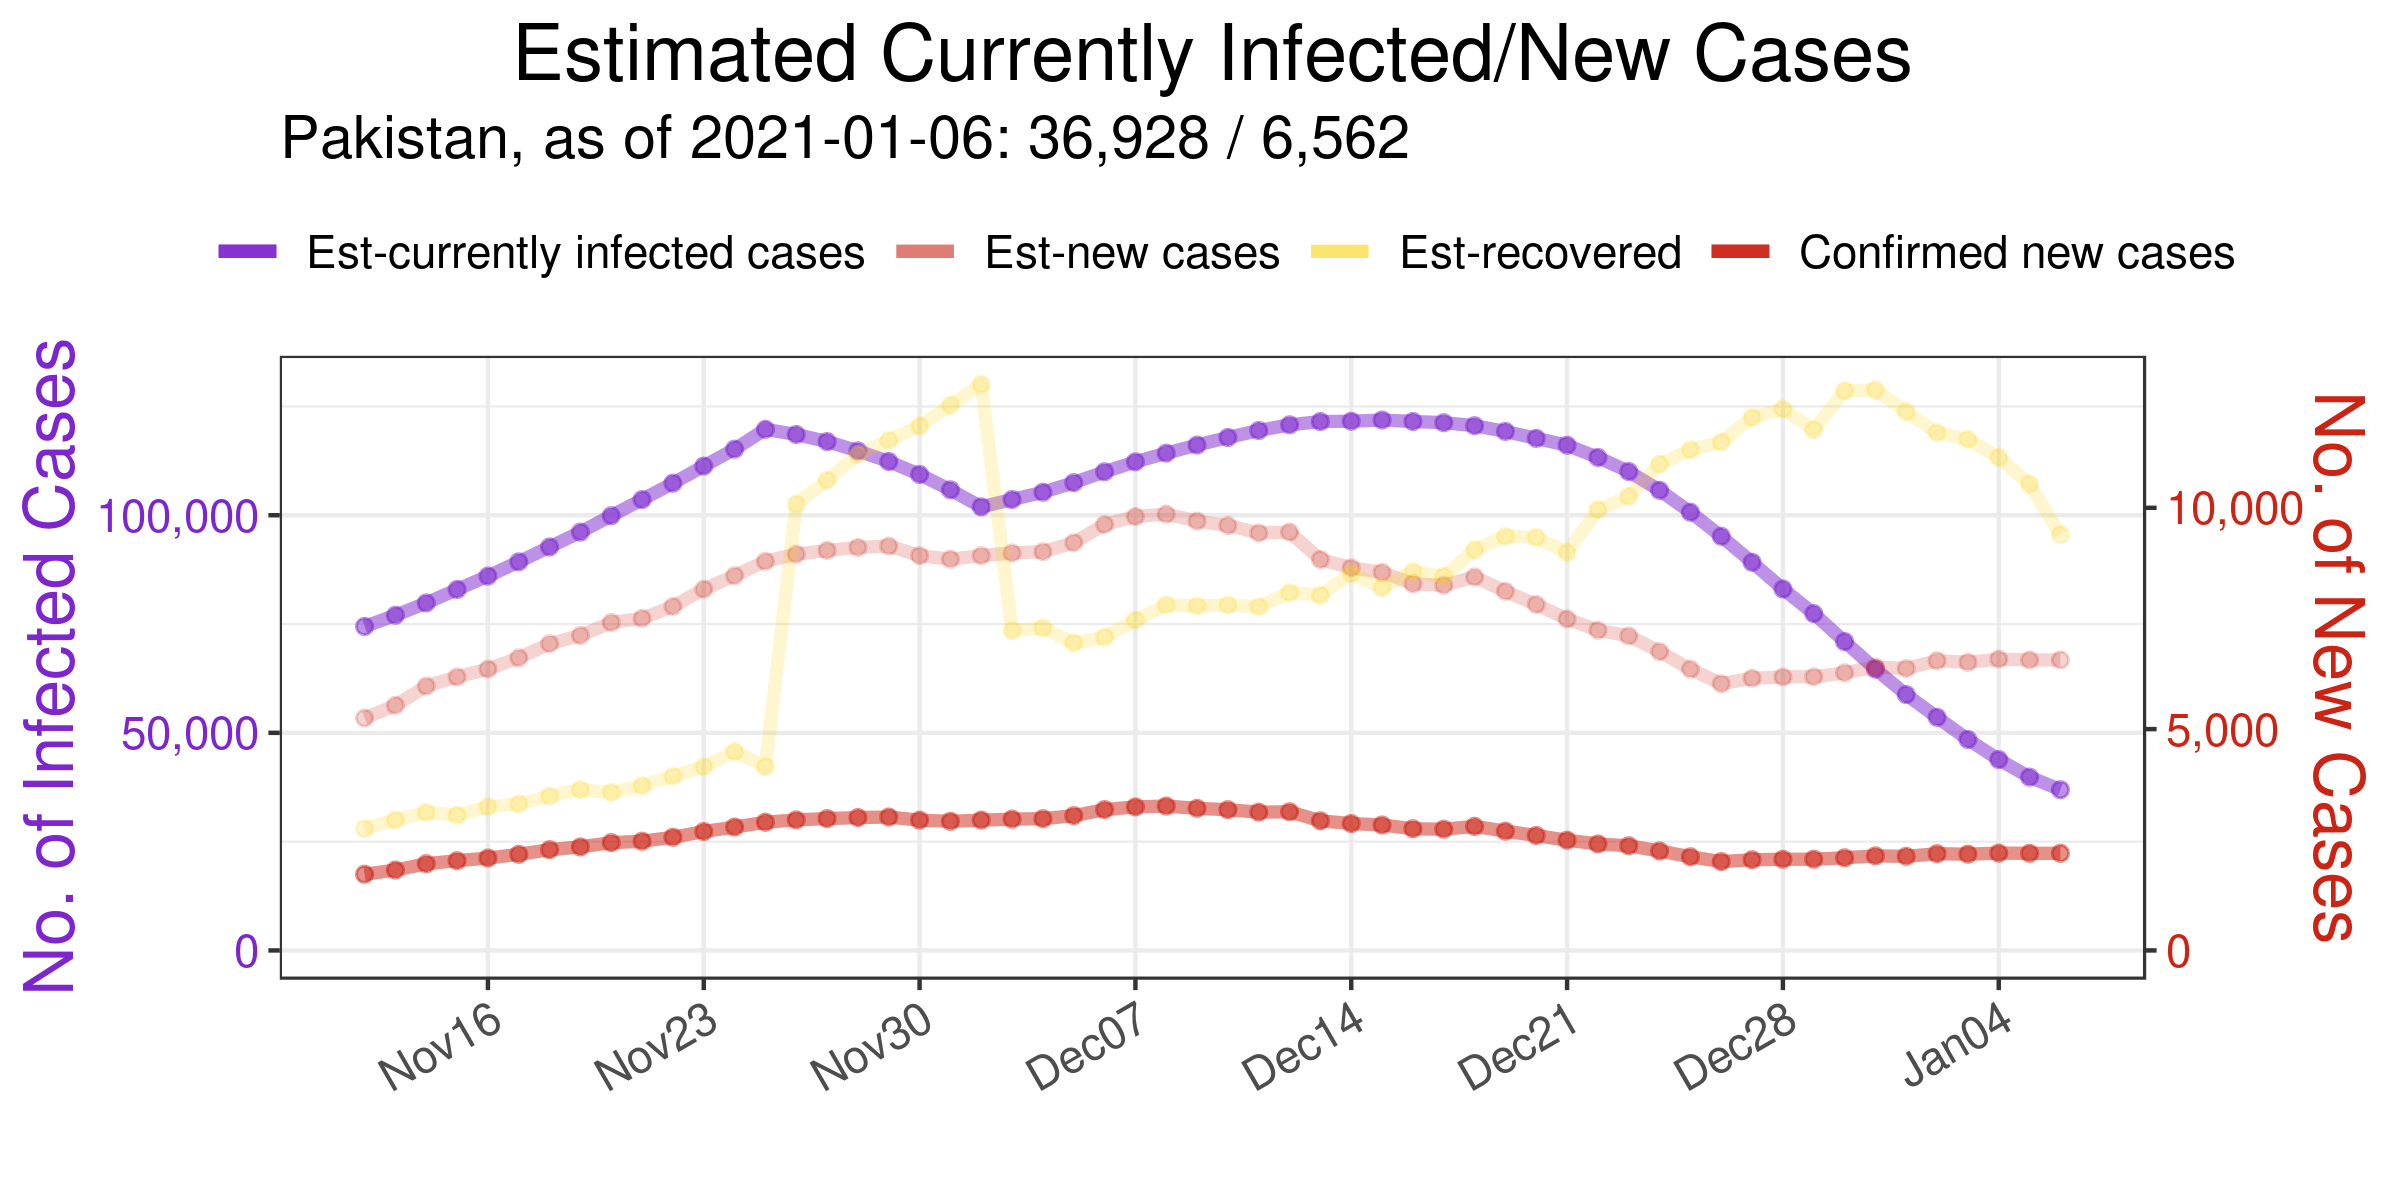 Estimated Currently Infected/New Cases
Pakistan, as of 2021-01-06: 36,928 / 6,562
Est-currently infected cases Est-new cases Est-recovered Confirmed new cases
No. of Infected Cases
100,000
50,000
0
10,000
5,000
0
No. of New Cases
Nov16 Nov23 Nov30 Dec07 Dec14 Dec21 Dec28 Jan04